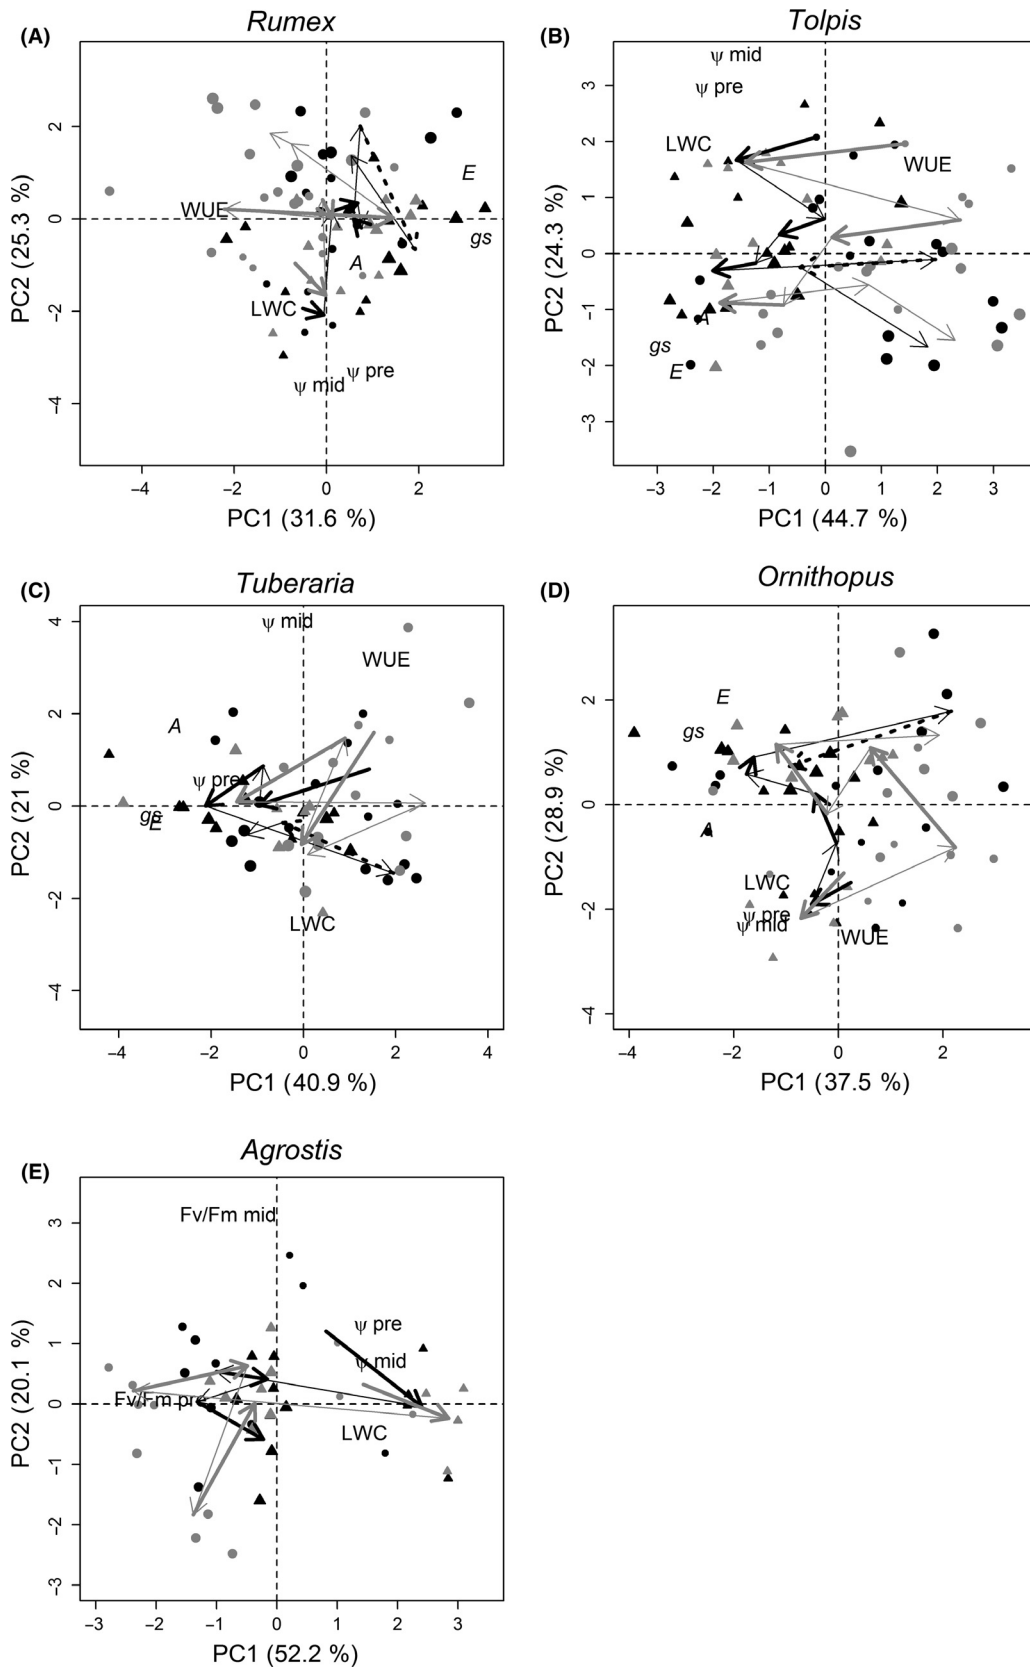 (A)
Rumex
PC2 (25.3 %)
2
0
−2
−4
WUE
E
gs
A
LWC
ψ mid
ψ pre
−4 −2 0 2
PC1 (31.6 %)
(B)
Tolpis
PC2 (24.3 %)
3
2
1
0
−1
−2
−3
ψ mid
ψ pre
LWC
WUE
A
gs
E
−3 −2 −1 0 1 2 3
PC1 (44.7 %)
(C)
Tuberaria
PC2 (21 %)
4
2
0
−2
−4
ψ mid
WUE
A
ψ pre
gs
E
LWC
−4 −2 0 2 4
PC1 (40.9 %)
(D)
Ornithopus
PC2 (28.9 %)
2
0
−2
−4
E
gs
A
LWC
ψ pre
ψ mid
WUE
−4 −2 0 2
PC1 (37.5 %)
(E)
Agrostis
PC2 (20.1 %)
3
2
1
0
−1
−2
−3
Fv/Fm mid
ψ pre
ψ mid
Fv/Fm pre
LWC
−3 −2 −1 0 1 2 3
PC1 (52.2 %)